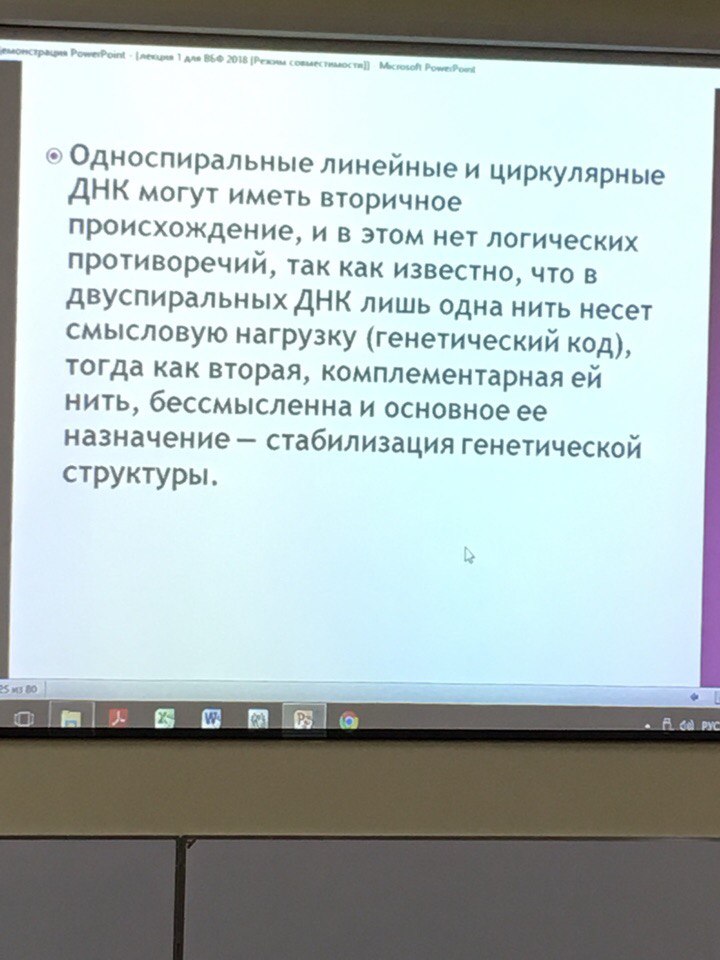 емонстрация PowerPoint - [лекция 1 для ВБФ 2018 [Режим совместимости]] Microsoft PowerPoint
Односпиральные линейные и циркулярные
ДНК могут иметь вторичное
происхождение, и в этом нет логических
противоречий, так как известно, что в
двуспиральных ДНК лишь одна нить несет
смысловую нагрузку (генетический код),
тогда как вторая, комплементарная ей
нить, бессмысленна и основное ее
назначение — стабилизация генетической
структуры.
25 из 80
РУС